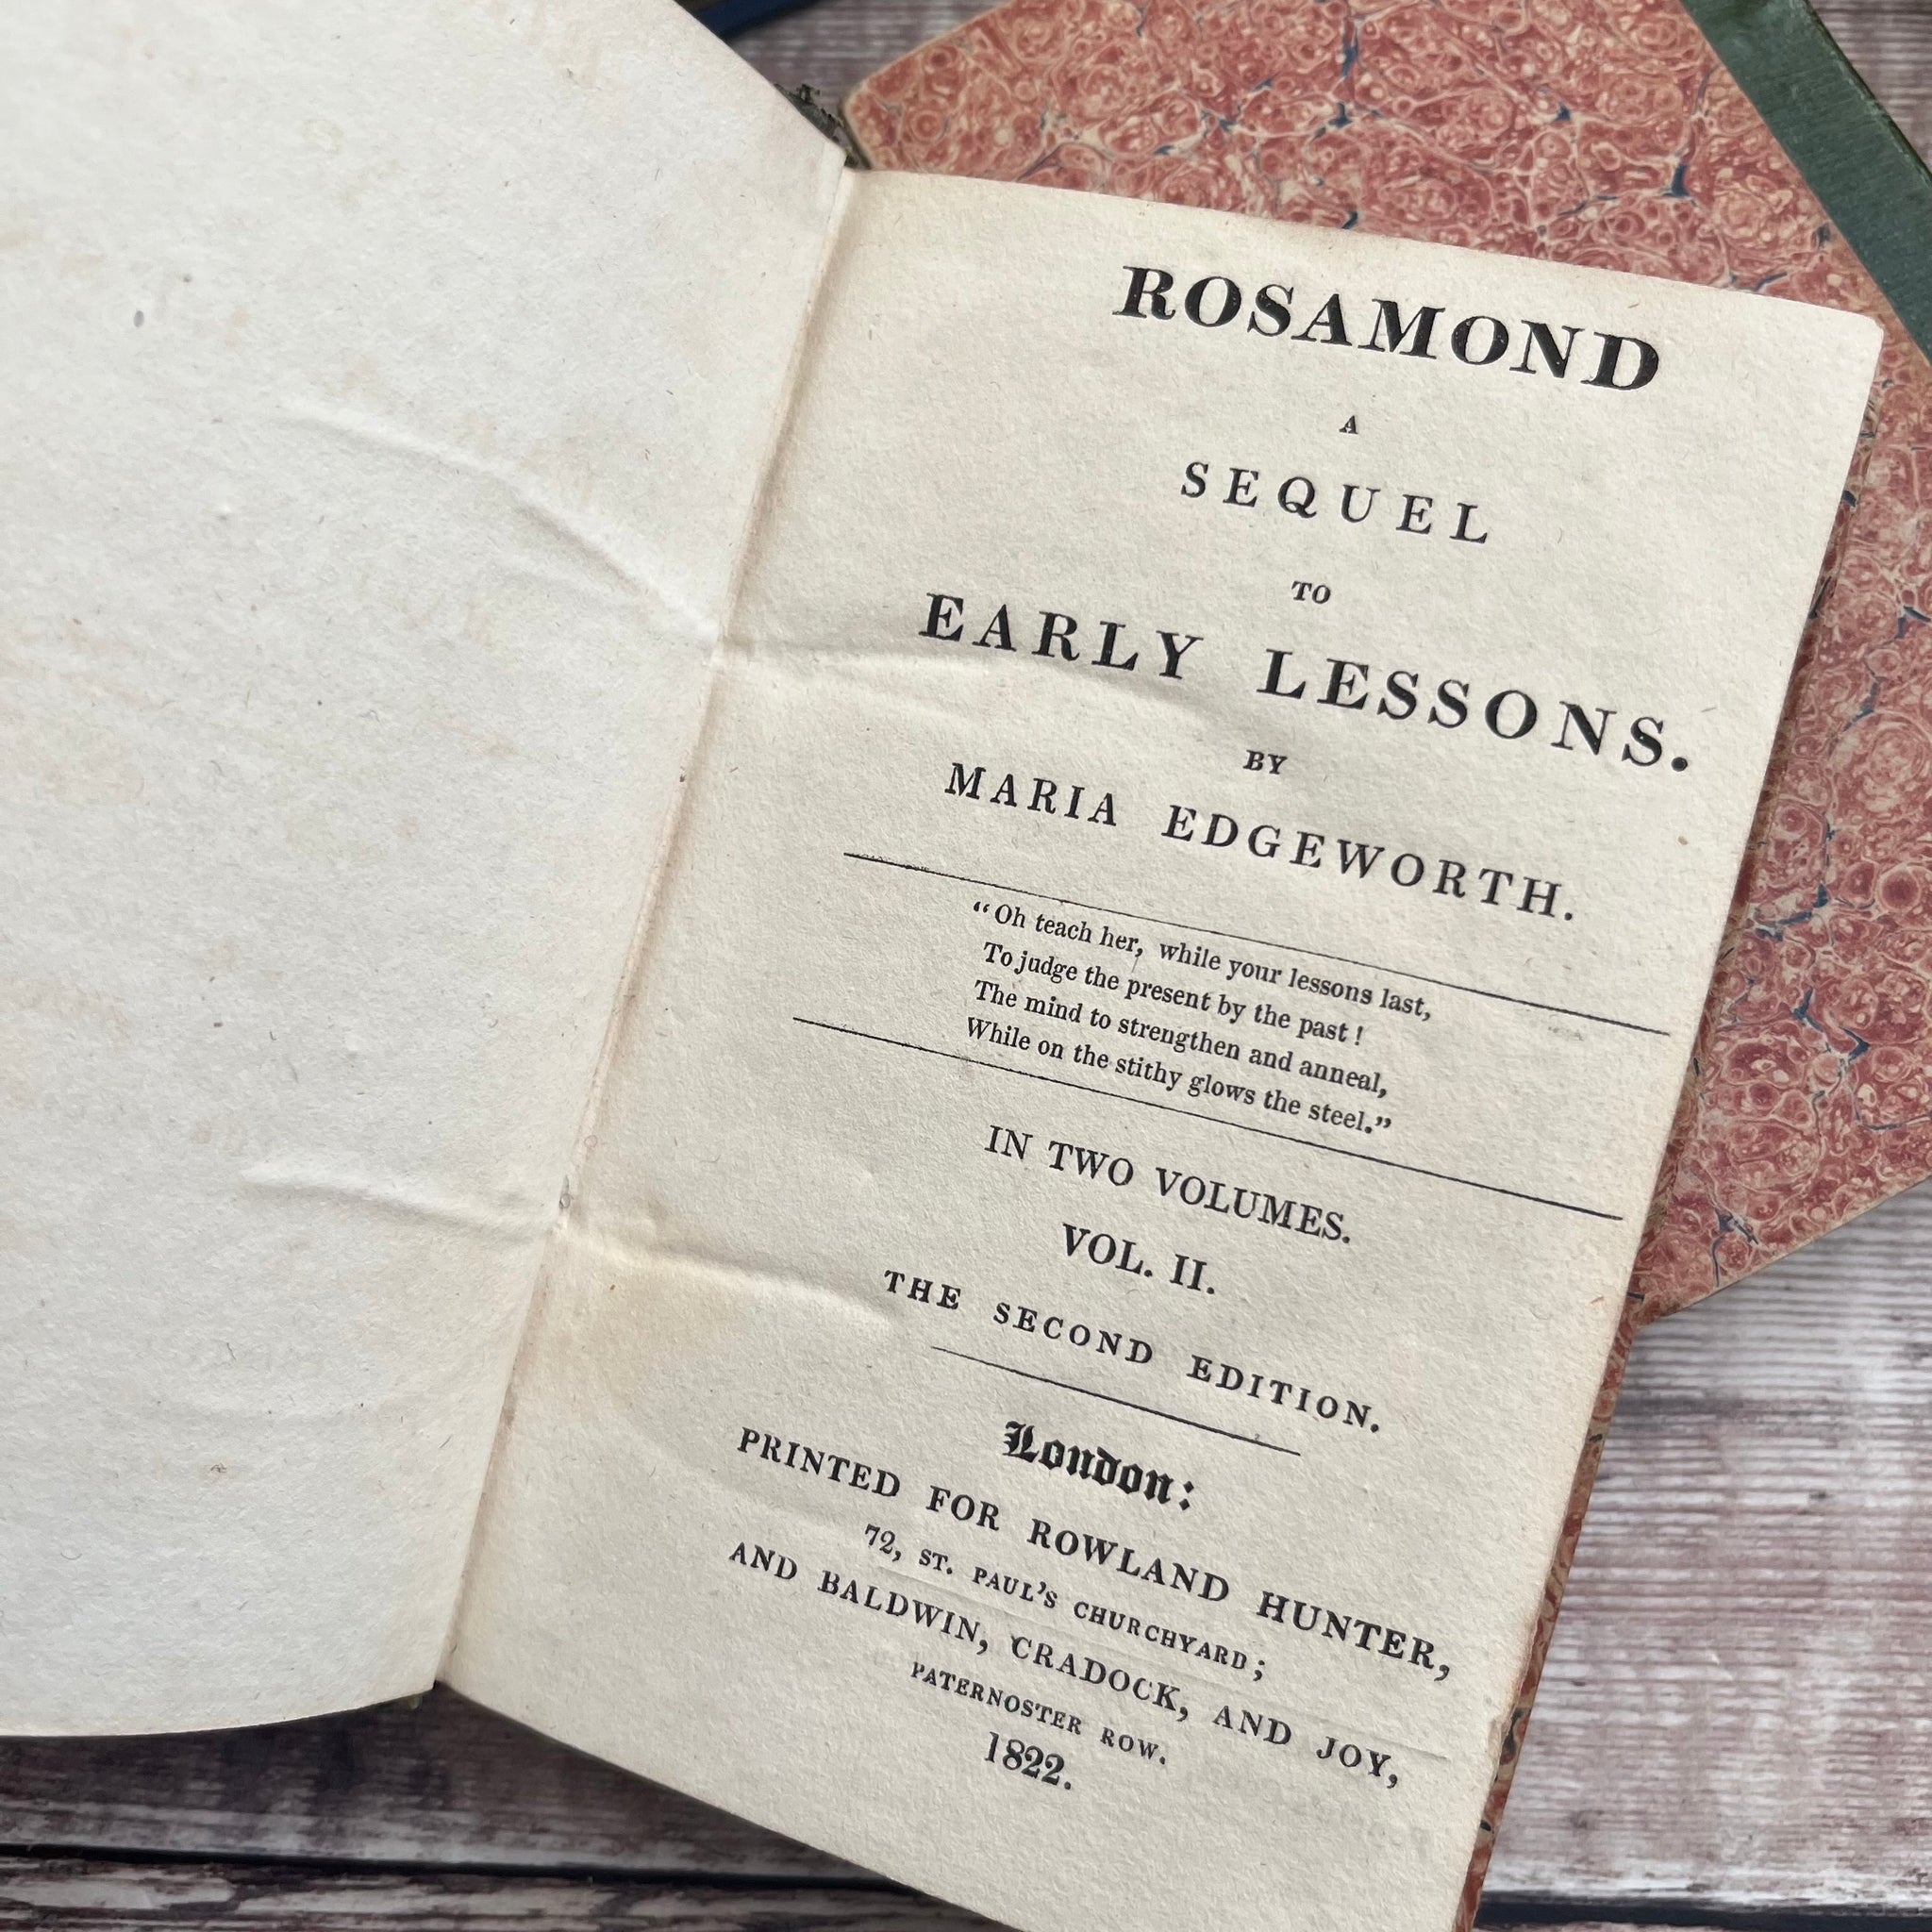 ROSAMOND
A
SEQUEL
TO
EARLY LESSONS.
BY
MARIA EDGEWORTH.
“Oh teach her, while your lessons last,
To judge the present by the past!
The mind to strengthen and anneal,
While on the stithy glows the steel.”
IN TWO VOLUMES.
VOL. II.
THE SECOND EDITION.
London:
PRINTED FOR ROWLAND HUNTER,
72, ST. PAUL'S CHURCHYARD;
AND BALDWIN, CRADOCK, AND JOY,
PATERNOSTER ROW.
1822.